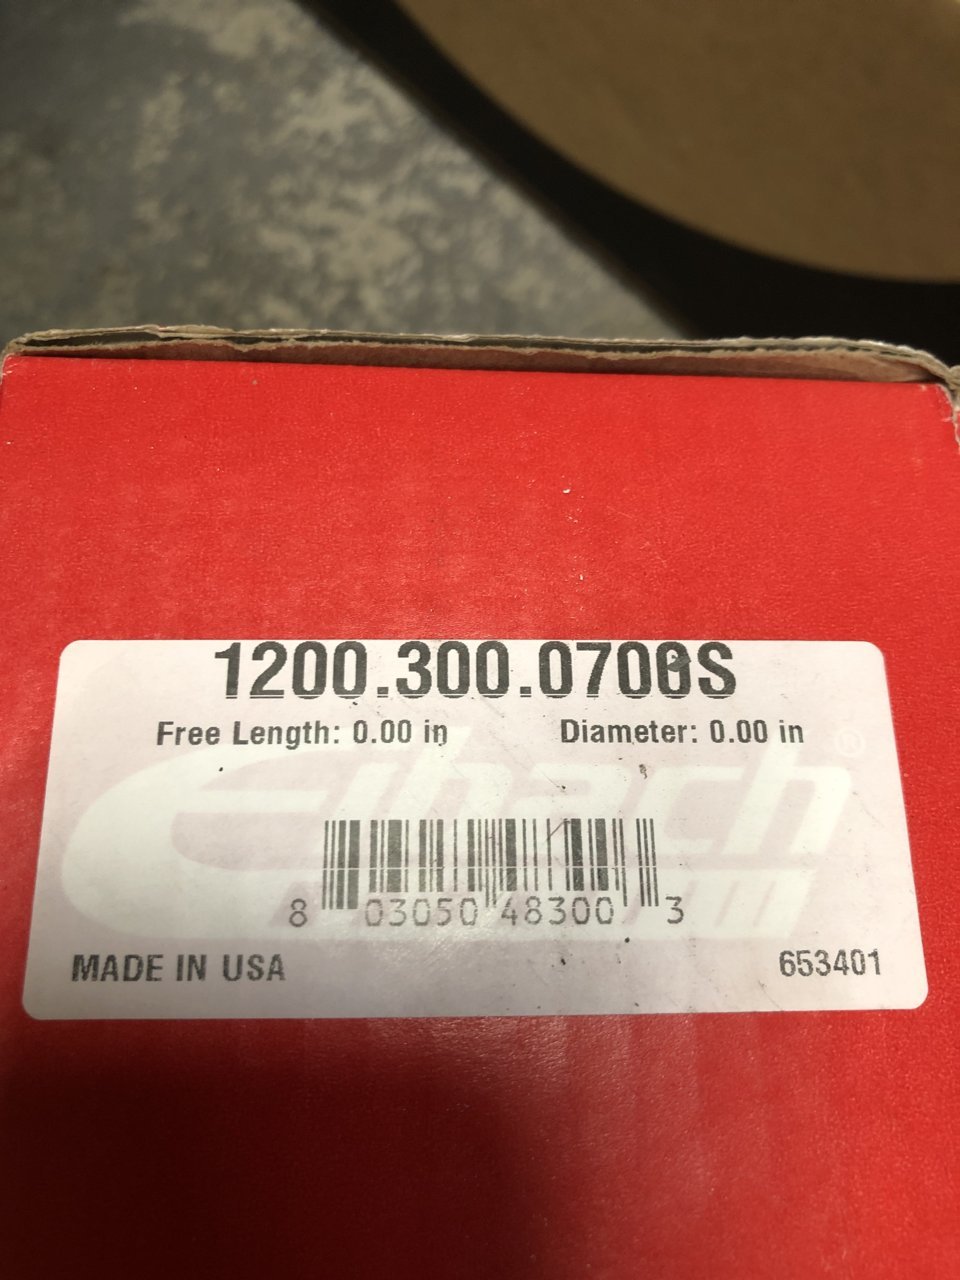 1200.300.0700S
Free Length: 0.00 in
Diameter: 0.00 in
Eibach
®
8 03050 48300 3
MADE IN USA
653401